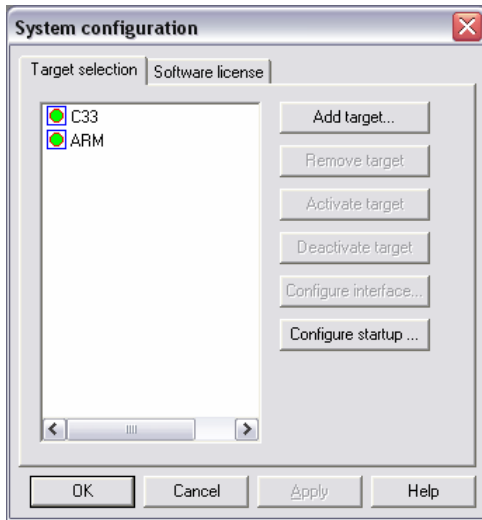 System configuration
Target selection
Software license
C33
ARM
Add target...
Remove target
Activate target
Deactivate target
Configure interface...
Configure startup ...
OK
Cancel
Apply
Help